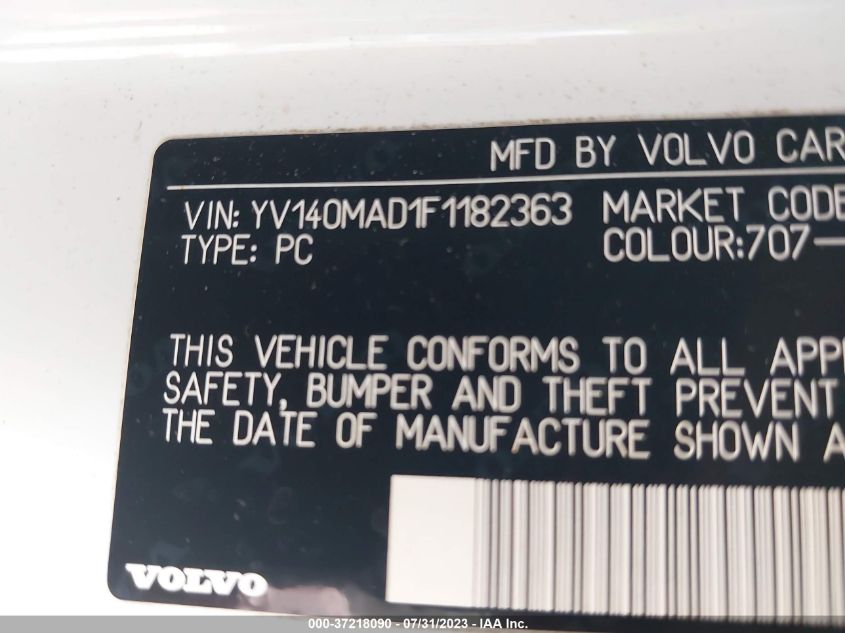 MFD BY VOLVO CAR
VIN: YV140MAD1F1182363 MARKET CODE
TYPE: PC COLOUR:707—
THIS VEHICLE CONFORMS TO ALL APPL
SAFETY, BUMPER AND THEFT PREVENT
THE DATE OF MANUFACTURE SHOWN A
VOLVO
000-37218090 - 07/31/2023 - IAA Inc.